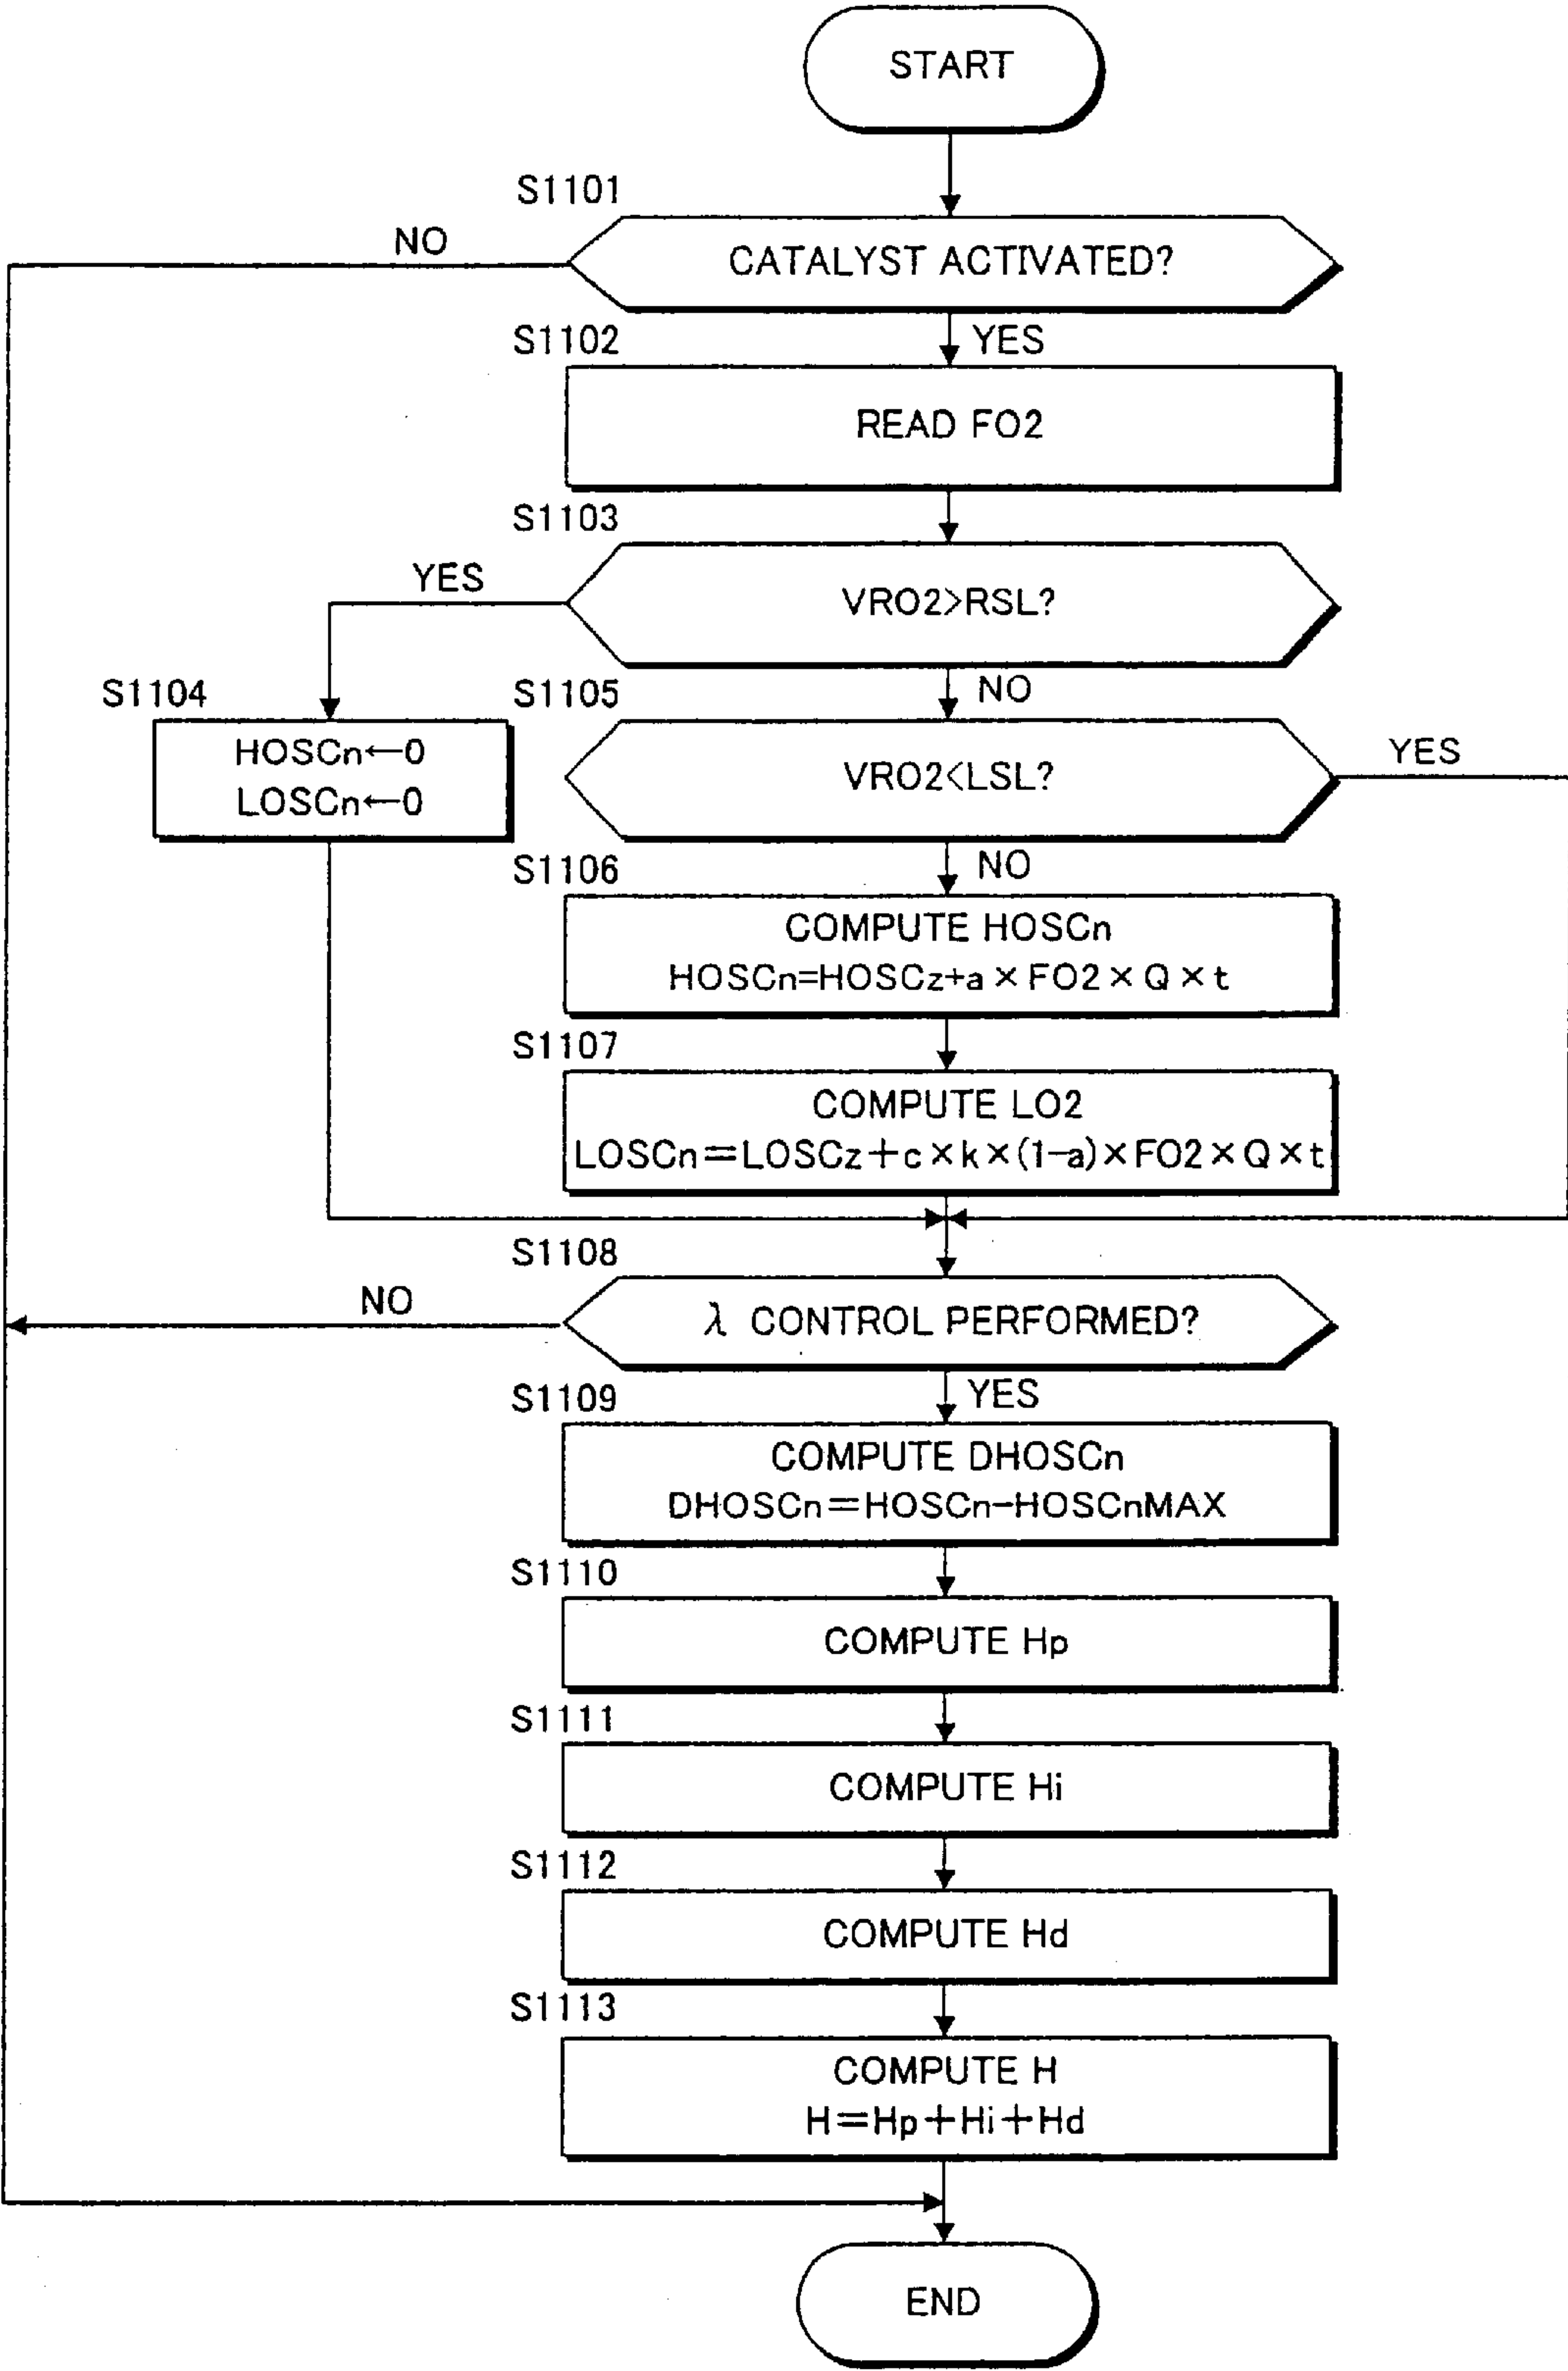 START
S1101
NO
CATALYST ACTIVATED?
S1102
YES
READ FO2
S1103
YES
VRO2>RSL?
S1104
S1105
NO
HOSCn←0
LOSCn←0
VRO2<LSL?
YES
S1106
NO
COMPUTE HOSCn
HOSCn=HOSCz+a×FO2×Q×t
S1107
COMPUTE LO2
LOSCn=LOSCz+c×k×(1-a)×FO2×Q×t
S1108
NO
λ CONTROL PERFORMED?
S1109
YES
COMPUTE DHOSCn
DHOSCn=HOSCn-HOSCnMAX
S1110
COMPUTE Hp
S1111
COMPUTE Hi
S1112
COMPUTE Hd
S1113
COMPUTE H
H=Hp+Hi+Hd
END